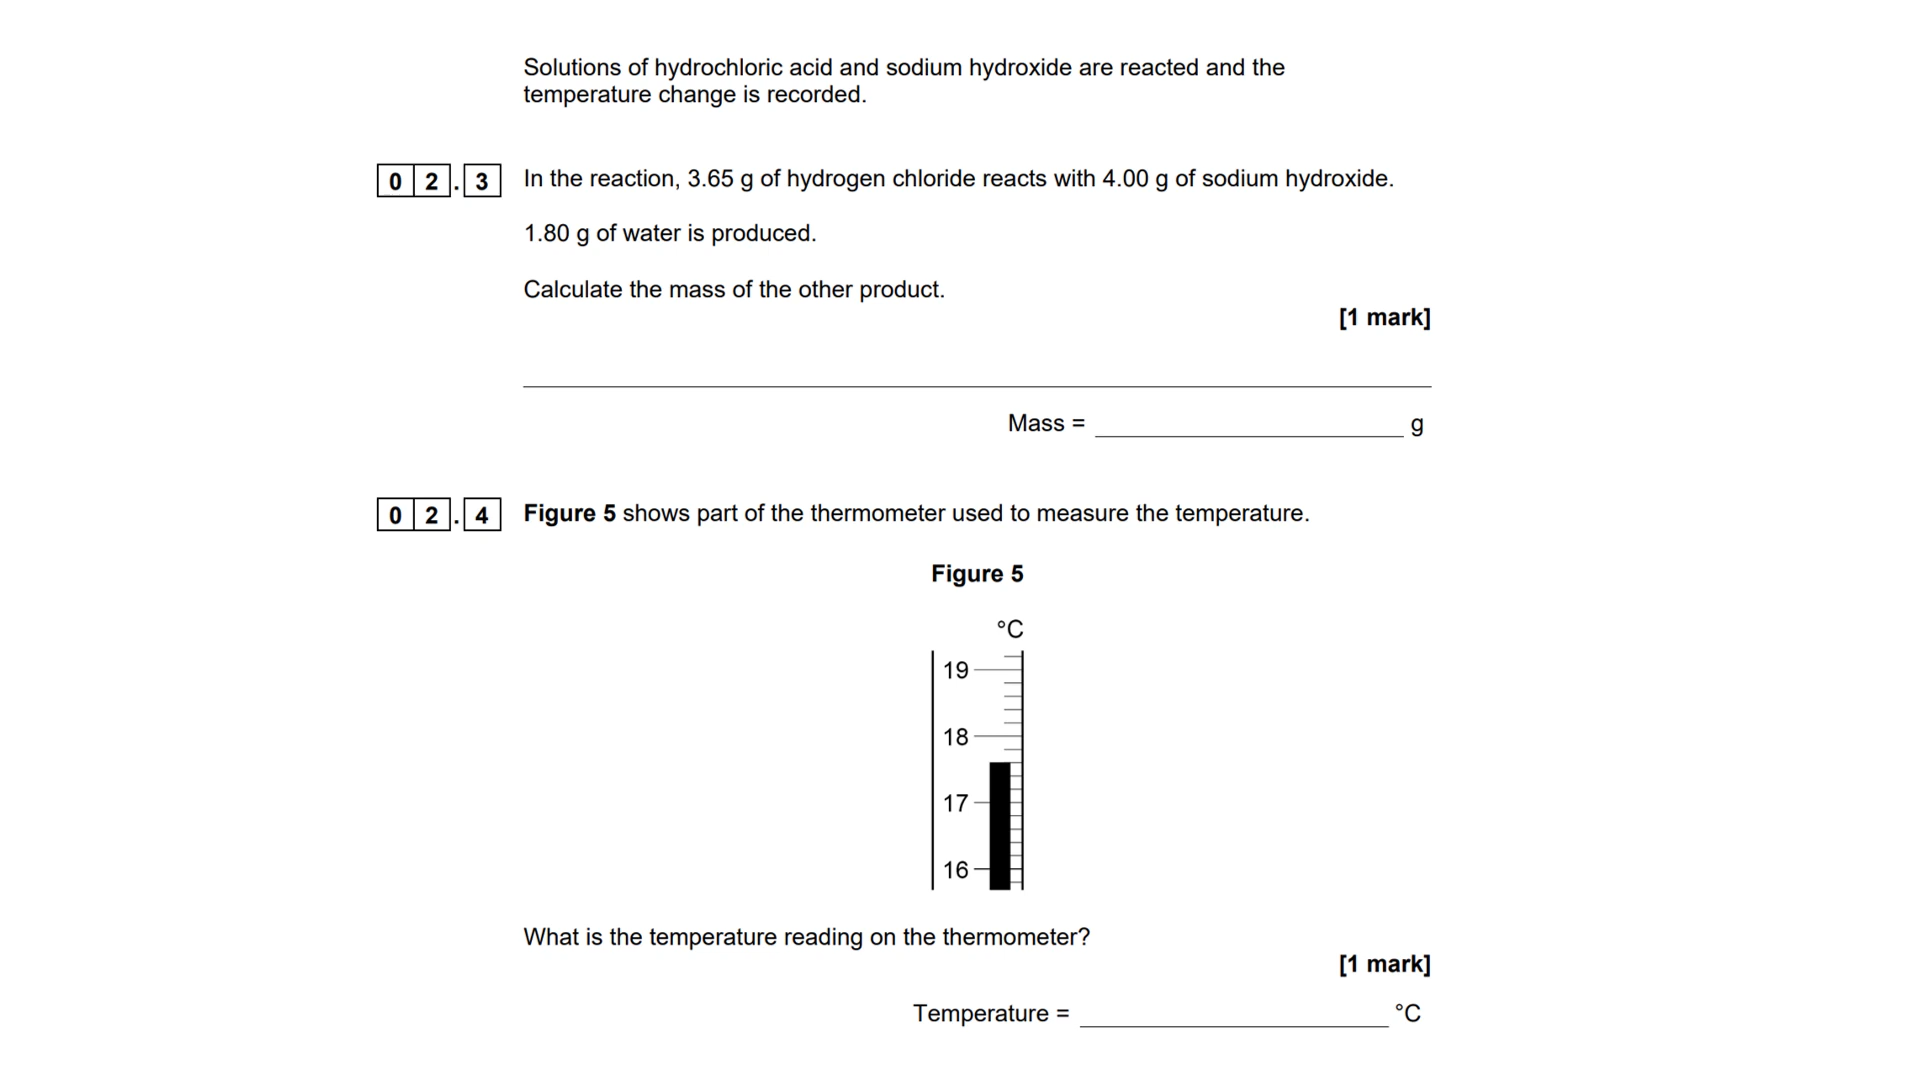 Solutions of hydrochloric acid and sodium hydroxide are reacted and the
temperature change is recorded.
0 2 . 3 In the reaction, 3.65 g of hydrogen chloride reacts with 4.00 g of sodium hydroxide.
1.80 g of water is produced.
Calculate the mass of the other product.
[1 mark]
Mass = g
0 2 . 4 Figure 5 shows part of the thermometer used to measure the temperature.
Figure 5
°C
19
18
17
16
What is the temperature reading on the thermometer?
[1 mark]
Temperature = °C